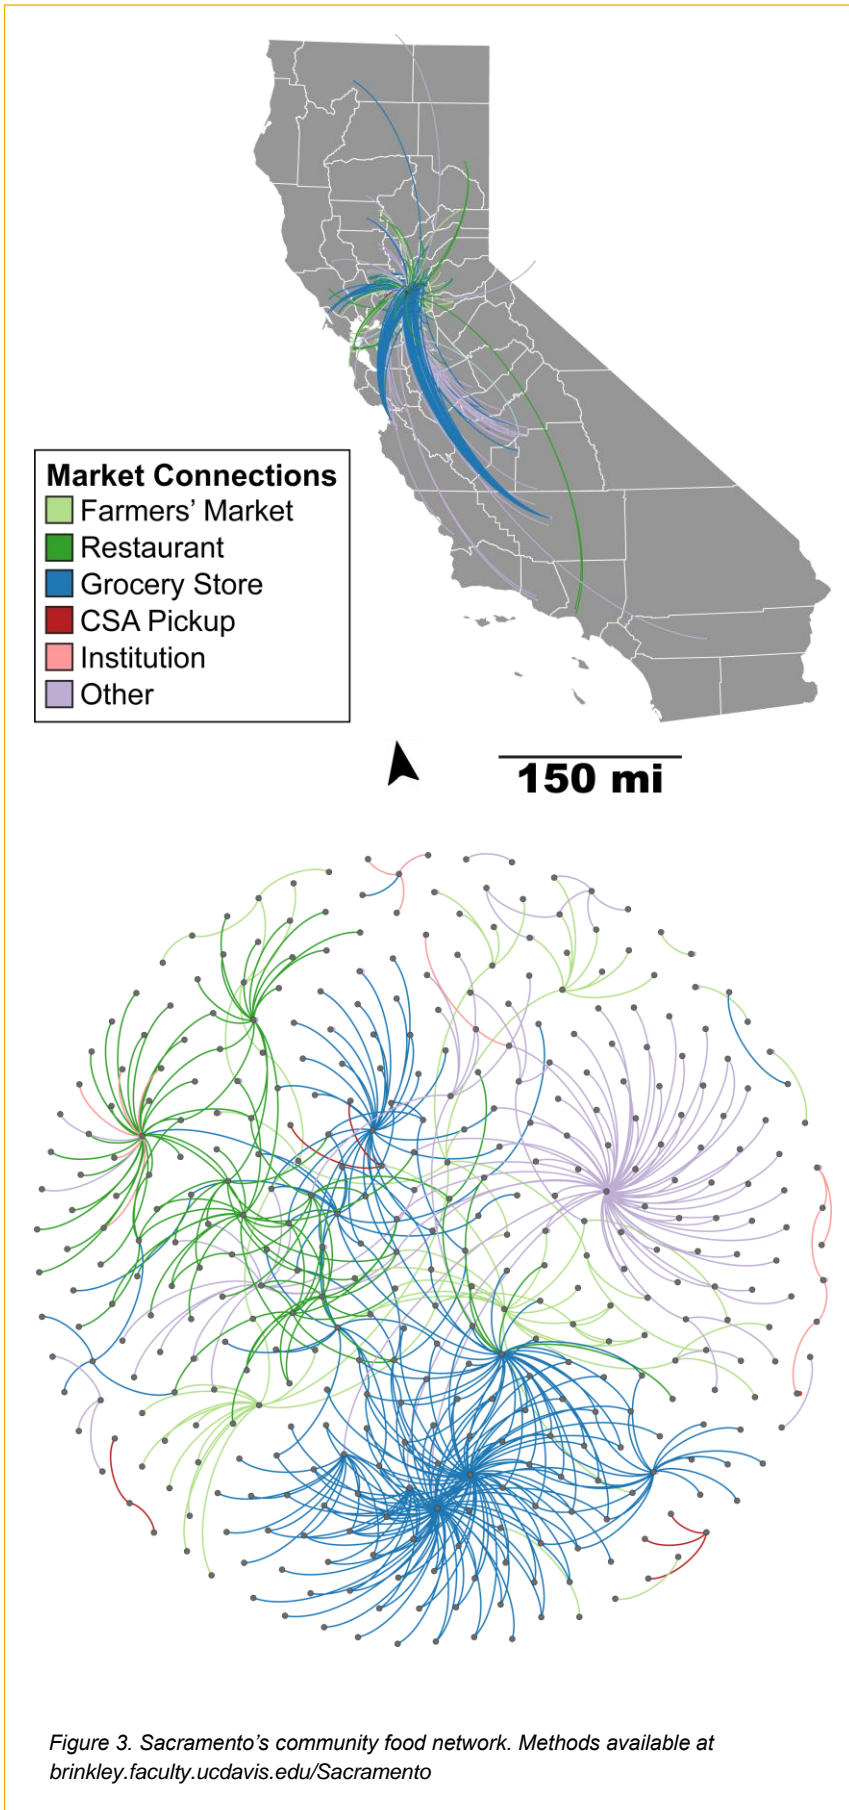 Market Connections
Farmers' Market
Restaurant
Grocery Store
CSA Pickup
Institution
Other
150 mi
Figure 3. Sacramento's community food network. Methods available at
brinkley.faculty.ucdavis.edu/Sacramento